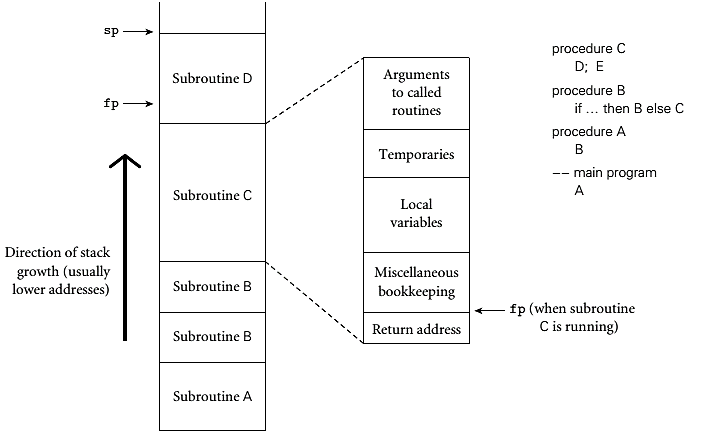 sp
Subroutine D
fp
Subroutine C
Direction of stack
growth (usually
lower addresses)
Subroutine B
Subroutine B
Subroutine A
Arguments
to called
routines
Temporaries
Local
variables
Miscellaneous
bookkeeping
Return address
fp (when subroutine
C is running)
procedure C
D; E
procedure B
if ... then B else C
procedure A
B
-- main program
A